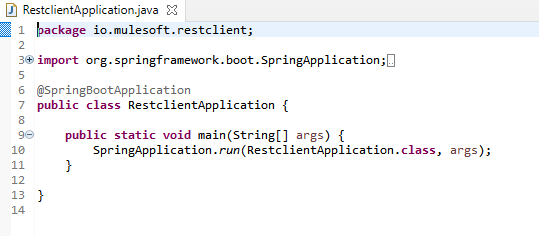 RestclientApplication.java
1 package io.mulesoft.restclient;
2
3 import org.springframework.boot.SpringApplication;
5
6 @SpringBootApplication
7 public class RestclientApplication {
8
9 public static void main(String[] args) {
10 SpringApplication.run(RestclientApplication.class, args);
11 }
12
13 }
14